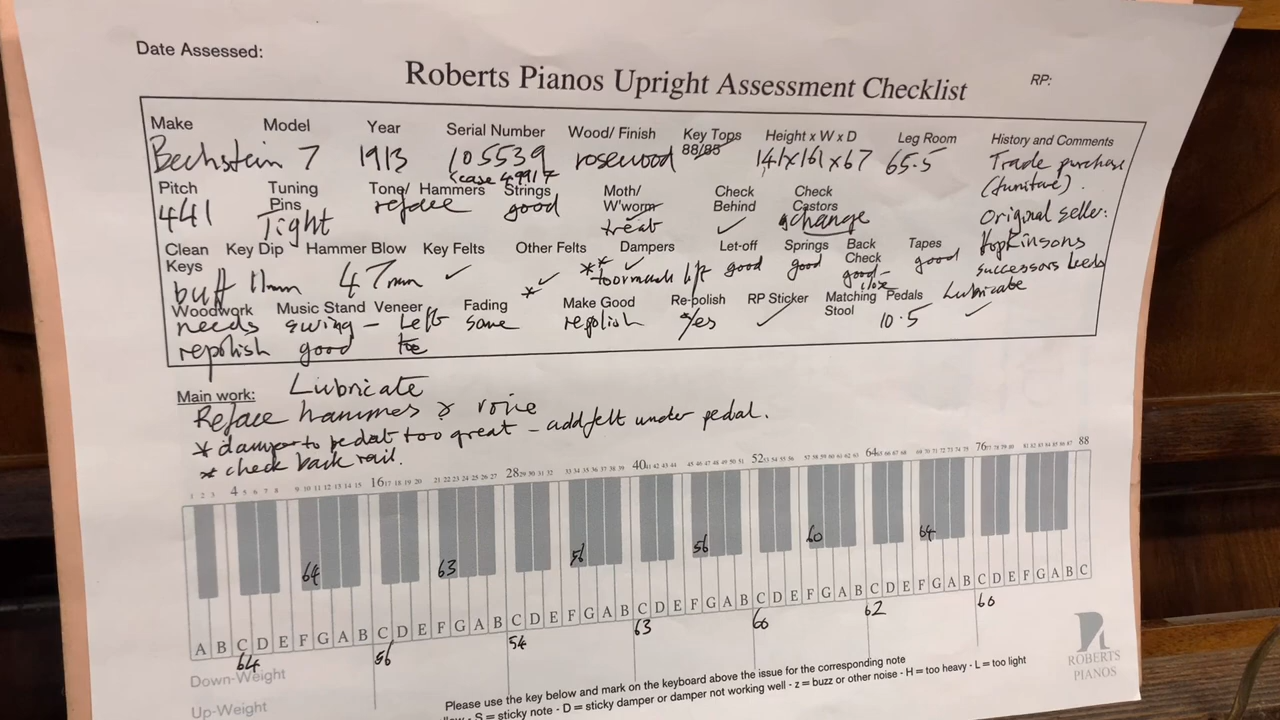 Date Assessed:
Roberts Pianos Upright Assessment Checklist
RP:
Make Model Year Serial Number Wood/ Finish Key Tops Height x W x D Leg Room History and Comments
88/85
Bechstein 7 1913 105539 rosewood 141x161x67 65.5 Trade purchase
(case 49917 (furniture).
Pitch Tuning Pins Tone/ Hammers Strings Moth/ W'worm Check Behind Check Castors
441 Tight reface good treat ✓ change Original seller:
Hopkinsons
successors Leeds
Clean Keys Key Dip Hammer Blow Key Felts Other Felts Dampers Let-off Springs Back Check Tapes
buff 11mm 47mm ✓ * ✓ ** ✓ too much lift good good good - close good
Lubricate
Woodwork Music Stand Veneer Fading Make Good Re-polish RP Sticker Matching Stool Pedals
needs swing - Left some repolish Yes ✓ 10.5 ✓
repolish good toe
Main work: Lubricate
Reface hammes & voice
* damper to pedal too great - add felt under pedal.
* check back rail.
1 2 3 4 5 6 7 8 9 10 11 12 13 14 15 16 17 18 19 20 21 22 23 24 25 26 27 28 29 30 31 32 33 34 35 36 37 38 39 40 41 42 43 44 45 46 47 48 49 50 51 52 53 54 55 56 57 58 59 60 61 62 63 64 65 66 67 68 69 70 71 72 73 74 75 76 77 78 79 80 81 82 83 84 85 86 87 88
64 63 56 56 60 64
A B C D E F G A B C D E F G A B C D E F G A B C D E F G A B C D E F G A B C D E F G A B C D E F G A B C
64 56 54 63 60 62 60
Down-Weight
Up-Weight
ROBERTS
PIANOS
Please use the key below and mark on the keyboard above the issue for the corresponding note
- S = sticky note - D = sticky damper or damper not working well - z = buzz or other noise - H = too heavy - L = too light